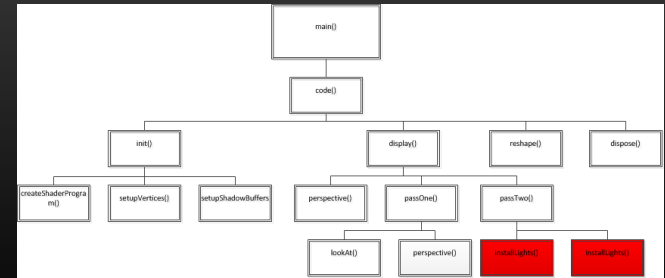 main()
code()
init()
display()
reshape()
dispose()
createShaderProgra
m()
setupVertices()
setupShadowBuffers
perspective()
passOne()
passTwo()
lookAt()
perspective()
installLights()
installLights()